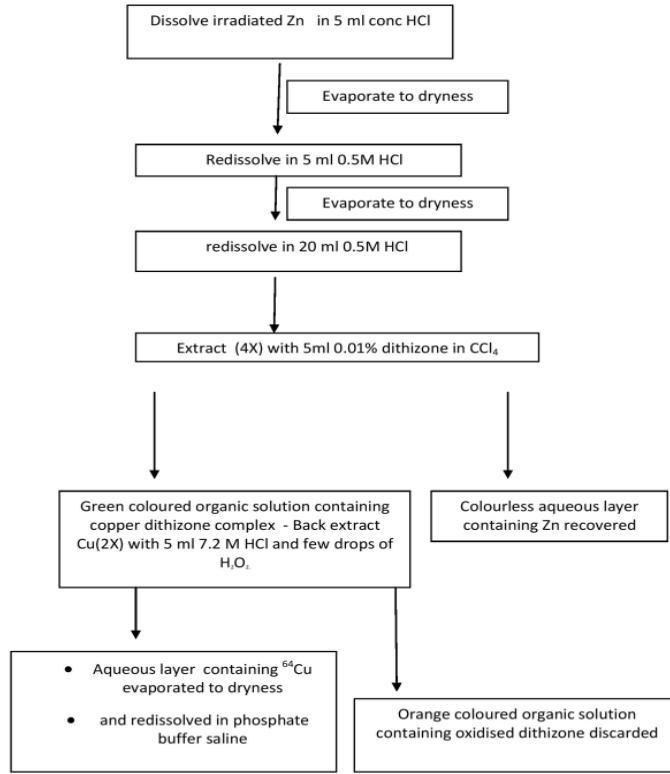 Dissolve irradiated Zn in 5 ml conc HCl
Evaporate to dryness
Redissolve in 5 ml 0.5M HCl
Evaporate to dryness
redissolve in 20 ml 0.5M HCl
Extract (4X) with 5ml 0.01% dithizone in CCl₄
Green coloured organic solution containing
copper dithizone complex - Back extract
Cu(2X) with 5 ml 7.2 M HCl and few drops of
H₂O₂.
Colourless aqueous layer
containing Zn recovered
• Aqueous layer containing ⁶⁴Cu
evaporated to dryness
• and redissolved in phosphate
buffer saline
Orange coloured organic solution
containing oxidised dithizone discarded